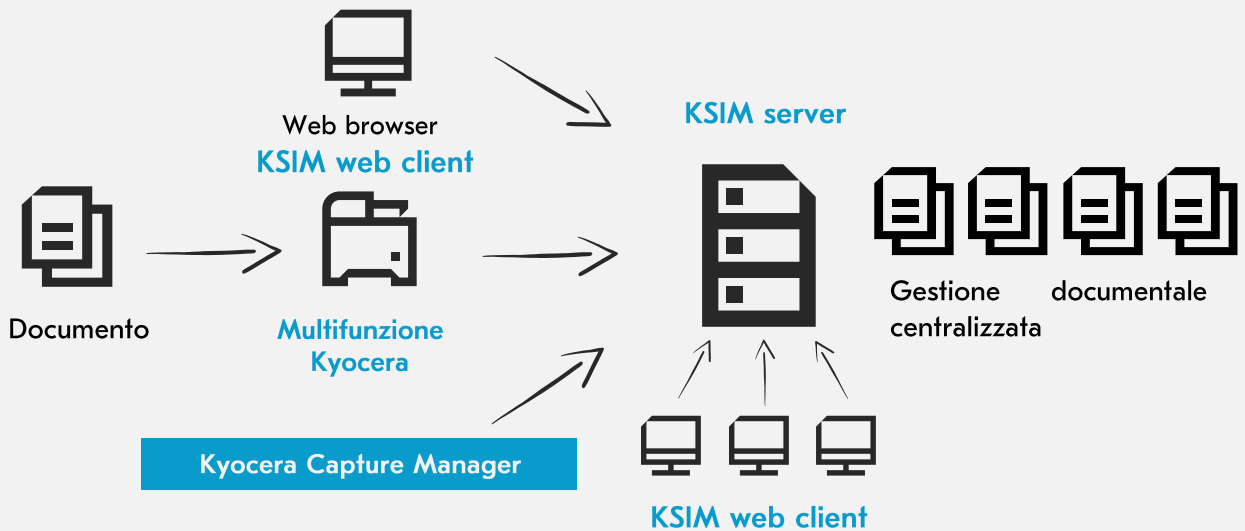 Web browser
KSIM web client
KSIM server
Documento
Multifunzione
Kyocera
Gestione documentale
centralizzata
Kyocera Capture Manager
KSIM web client